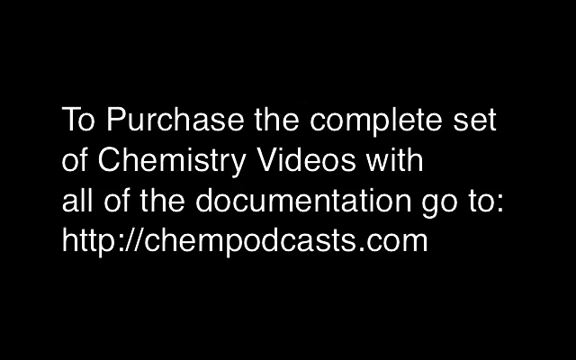 To Purchase the complete set
of Chemistry Videos with
all of the documentation go to:
http://chempodcasts.com